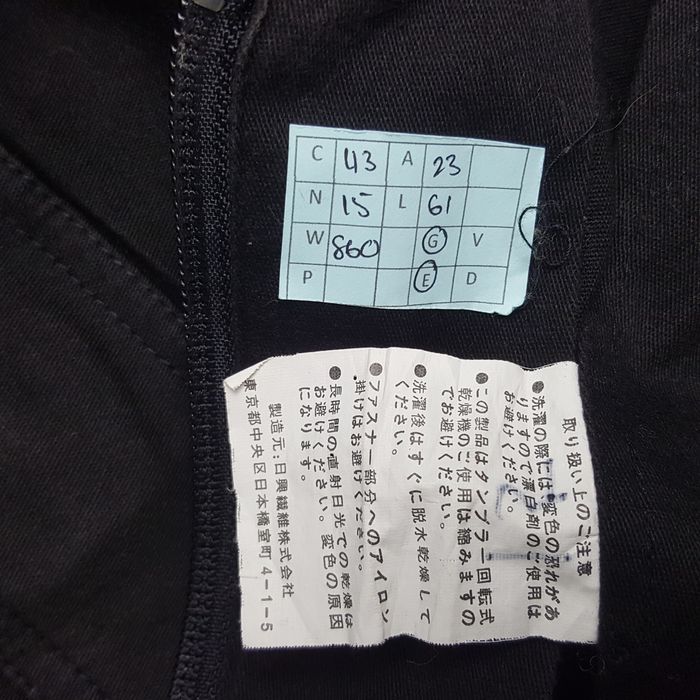 C 43 A 23
N 15 L 61
W 860 G V
P E D
取り扱い上のご注意
●洗濯の際には、変色の恐れがあ
りますので漂白剤のご使用は
お避けください。
●この製品はタンブラー回転式
乾燥機のご使用は縮みますの
でお避けください。
●洗濯後はすぐに脱水乾燥して
ください。
●ファスナー部分へのアイロン
掛けはお避けください。
●長時間の直射日光での乾燥は
お避けください。変色の原因
になります。
製造元:日興繊維株式会社
東京都中央区日本橋室町4-1-5